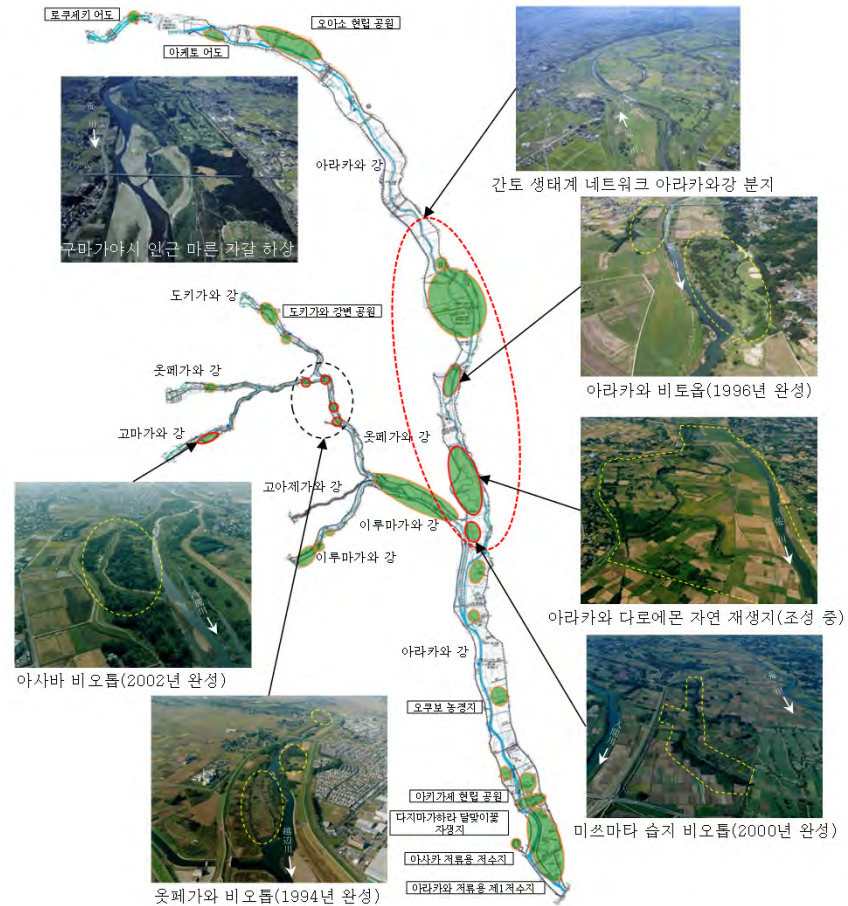 로쿠세키 어도
오아소 현립 공원
아케토 어도
아라카와 강
구마가야시 인근 마른 자갈 하상
간토 생태계 네트워크 아라카와강 분지
도키가와 강
도키가와 강변 공원
아라카와 비토옵(1996년 완성)
옷페가와 강
고마가와 강
옷페가와 강
고아제가와 강
이루마가와 강
이루마가와 강
아라카와 다로에몬 자연 재생지(조성 중)
아사바 비오톱(2002년 완성)
아라카와 강
오쿠보 농경지
아키가세 현립 공원
다지마가하라 달맞이꽃
자생지
아사카 저류용 저수지
아라카와 저류용 제1저수지
미쯔마타 습지 비오톱(2000년 완성)
越辺川
옷페가와 비오톱(1994년 완성)